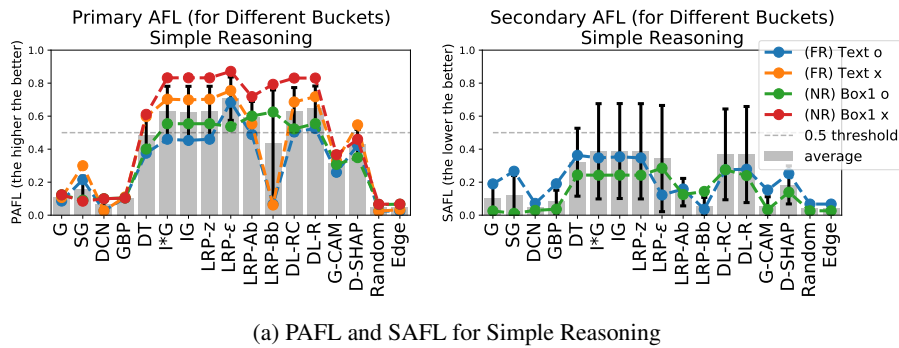 Primary AFL (for Different Buckets)
Simple Reasoning
PAFL (the higher the better)
1.0
0.8
0.6
0.4
0.2
0.0
G
SG
DCN
GBP
DT
I*G
IG
LRP-z
LRP-ε
LRP-Ab
LRP-Bb
DL-RC
DL-R
G-CAM
D-SHAP
Random
Edge
Secondary AFL (for Different Buckets)
Simple Reasoning
SAFL (the lower the better)
1.0
0.8
0.6
0.4
0.2
0.0
G
SG
DCN
GBP
DT
I*G
IG
LRP-z
LRP-ε
LRP-Ab
LRP-Bb
DL-RC
DL-R
G-CAM
D-SHAP
Random
Edge
(FR) Text o
(FR) Text x
(NR) Box1 o
(NR) Box1 x
0.5 threshold
average
(a) PAFL and SAFL for Simple Reasoning